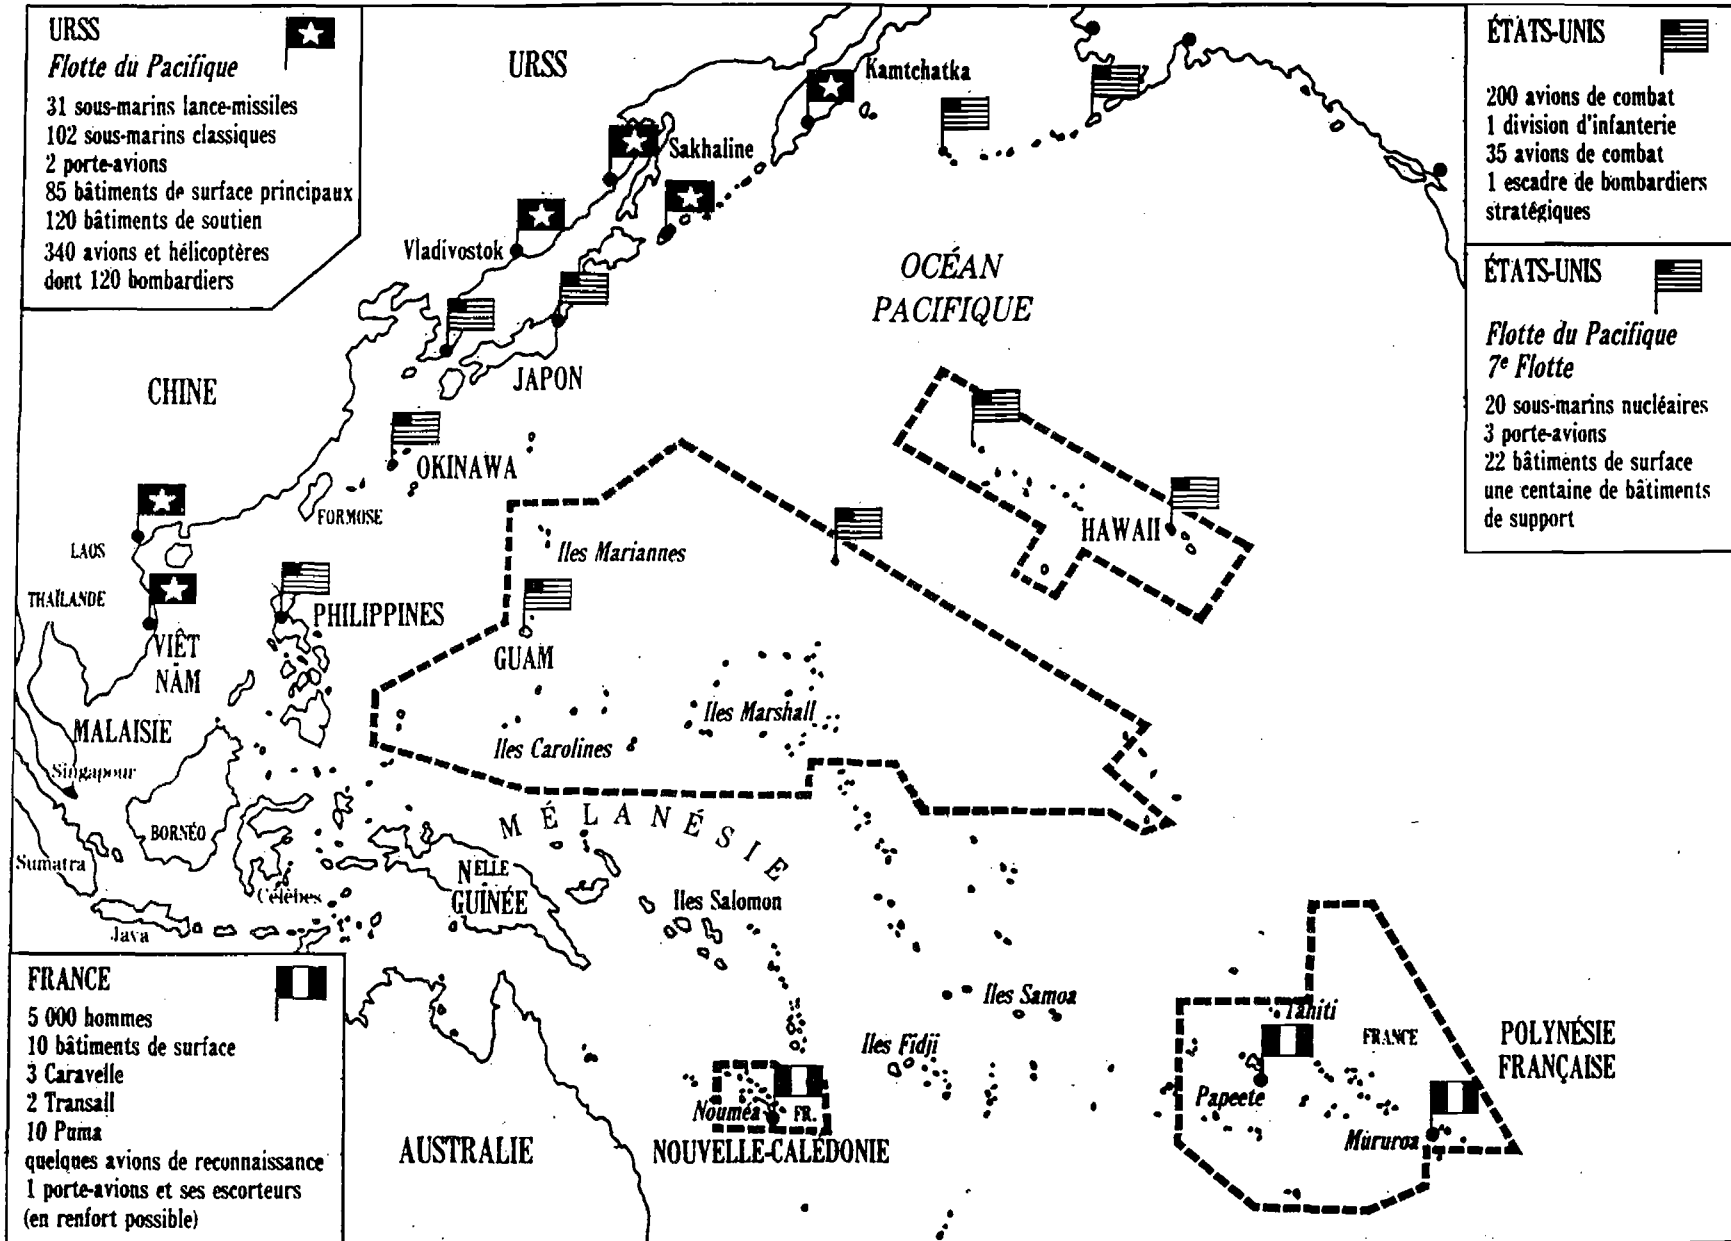 URSS
Flotte du Pacifique
31 sous-marins lance-missiles
102 sous-marins classiques
2 porte-avions
85 bâtiments de surface principaux
120 bâtiments de soutien
340 avions et hélicoptères
dont 120 bombardiers
URSS
Kamtchatka
Sakhaline
Vladivostok
ÉTATS-UNIS
200 avions de combat
1 division d'infanterie
35 avions de combat
1 escadre de bombardiers
stratégiques
ÉTATS-UNIS
Flotte du Pacifique
7e Flotte
20 sous-marins nucléaires
3 porte-avions
22 bâtiments de surface
une centaine de bâtiments
de support
OCÉAN
PACIFIQUE
CHINE
JAPON
OKINAWA
FORMOSE
HAWAII
LAOS
THAÏLANDE
VIÊT
NAM
PHILIPPINES
Iles Mariannes
GUAM
Iles Marshall
Iles Carolines
MALAISIE
Singapour
BORNÉO
Sumatra
Célèbes
Java
MÉLANÉSIE
NELLE
GUINÉE
Iles Salomon
Iles Samoa
Iles Fidji
Tahiti
FRANCE
Papeete
Mururoa
POLYNÉSIE
FRANÇAISE
Nouméa
FR.
NOUVELLE-CALÉDONIE
AUSTRALIE
FRANCE
5 000 hommes
10 bâtiments de surface
3 Caravelle
2 Transall
10 Puma
quelques avions de reconnaissance
1 porte-avions et ses escorteurs
(en renfort possible)